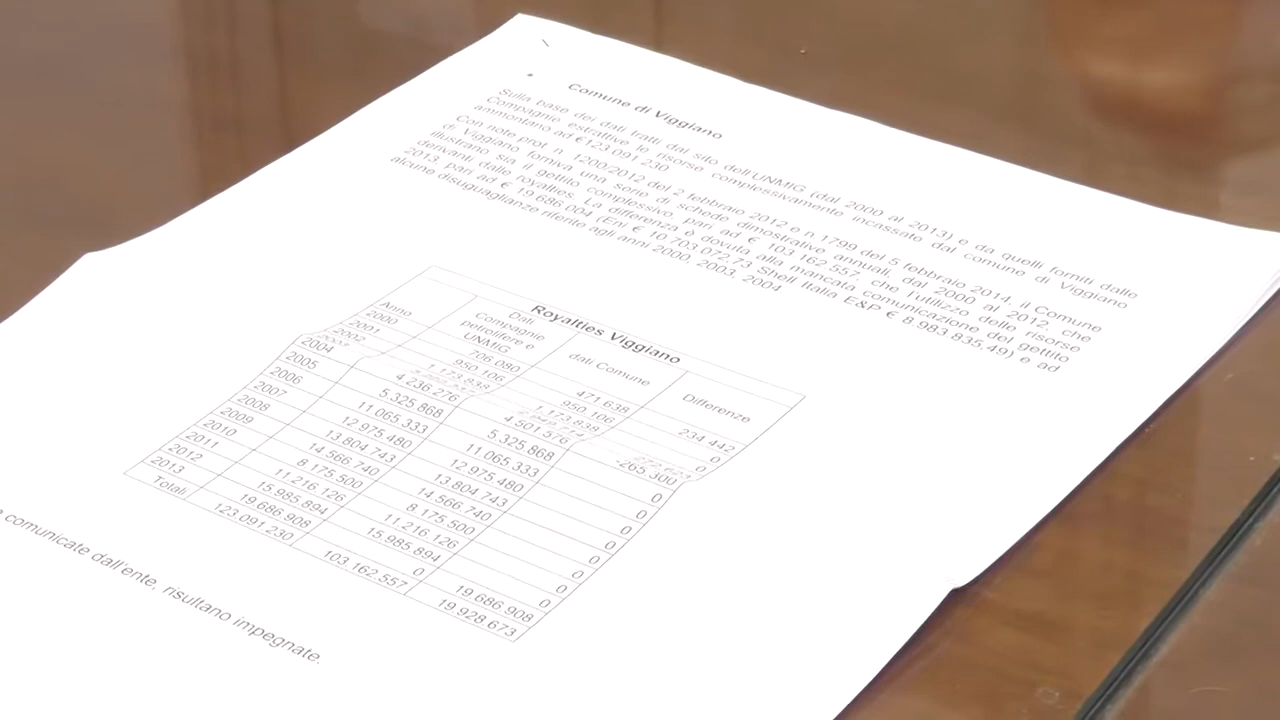 Comune di Viggiano
Sulla base dei dati tratti dal sito dell'UNMIG (dal 2000 al 2013) e da quelli forniti dalle
Compagnie estrattive le risorse complessivamente incassate dal comune di Viggiano
ammontano ad €123 091 230
Con note prot n. 1200/2012 del 2 febbraio 2012 e n 1799 del 5 febbraio 2014, il Comune
di Viggiano forniva una serie di schede dimostrative annuali, dal 2000 al 2012, che
illustrano sia il gettito complessivo, pari ad € 103 162 557, che l'utilizzo delle risorse
derivanti dalle royalties. La differenza è dovuta alla mancata comunicazione del gettito
2013, pari ad € 19 686 004 (Eni € 10 703 072,73 Shell Italia E&P € 8 983 835,49) e ad
alcune disuguaglianze riferite agli anni 2000, 2003, 2004
Royalties Viggiano
Anno Dati Compagnie petrolifere e UNMIG dati Comune Differenze
2000 706 080 471 638 234 442
2001 950 106 950 106 0
2002 1 173 838 1 173 838
2004 4 236 276 4 501 576 -265 300
2005 5 325 868 5 325 868 0
2006 11 065 333 11 065 333 0
2007 12 975 480 12 975 480 0
2008 13 804 743 13 804 743 0
2009 14 566 740 14 566 740 0
2010 8 175 500 8 175 500 0
2011 11 216 126 11 216 126 0
2012 15 985 894 15 985 894 0
2013 19 686 908 0 19 686 908
Totali 123 091 230 103 162 557 19 928 673
comunicate dall'ente, risultano impegnate.